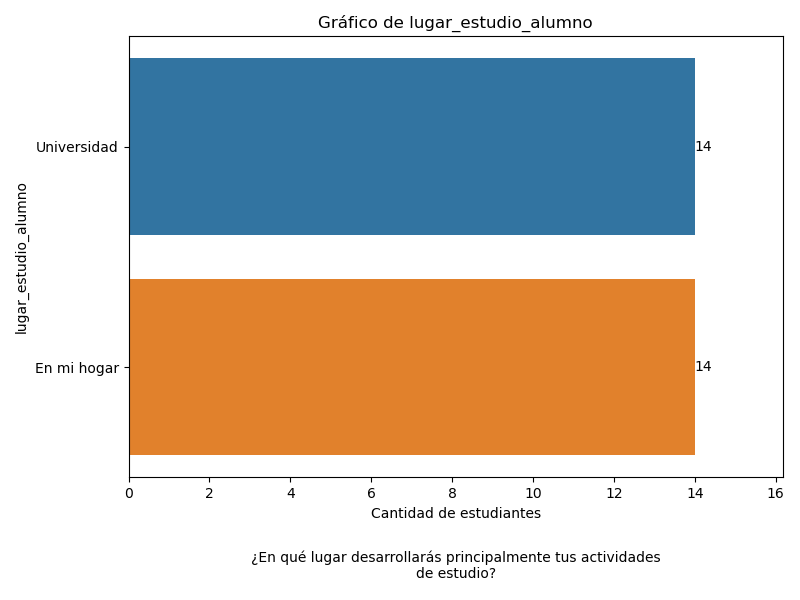 Gráfico de lugar_estudio_alumno
lugar_estudio_alumno
Universidad
14
En mi hogar
14
0 2 4 6 8 10 12 14 16
Cantidad de estudiantes
¿En qué lugar desarrollarás principalmente tus actividades
de estudio?